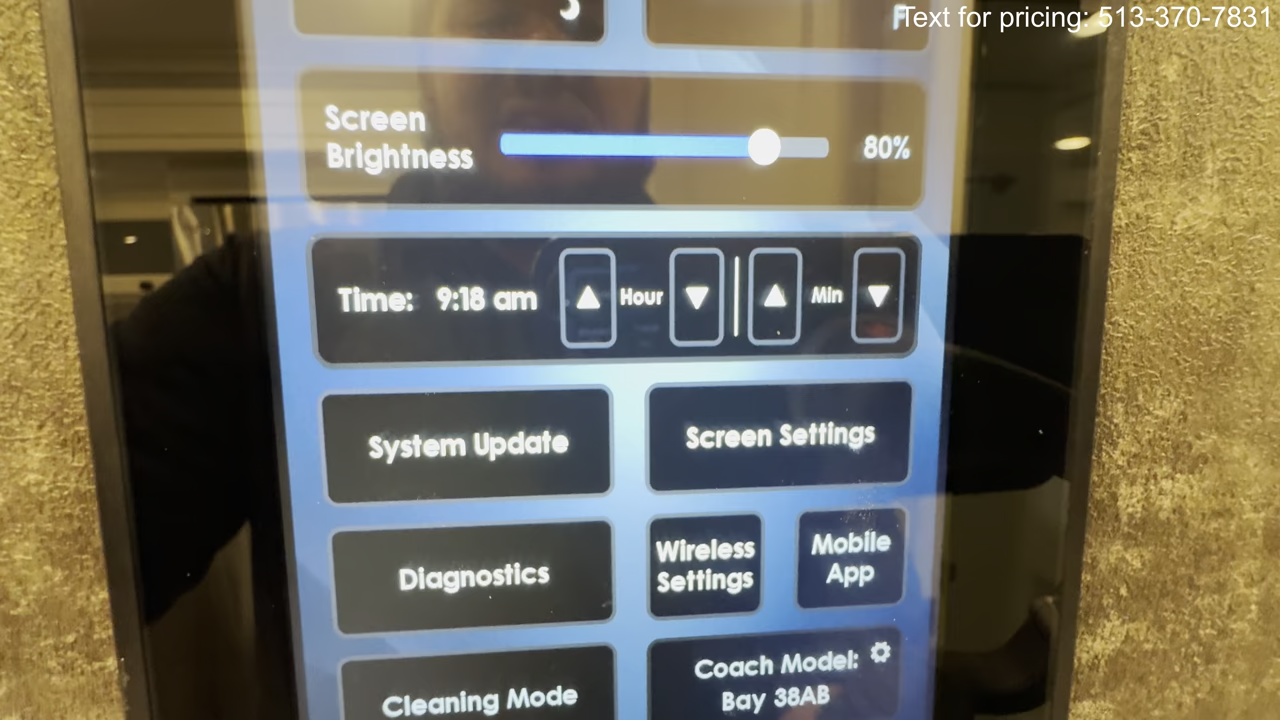 Text for pricing: 513-370-7831
Screen
Brightness
80%
Time: 9:18 am
Hour
Min
System Update
Screen Settings
Diagnostics
Wireless
Settings
Mobile
App
Cleaning Mode
Coach Model:
Bay 38AB